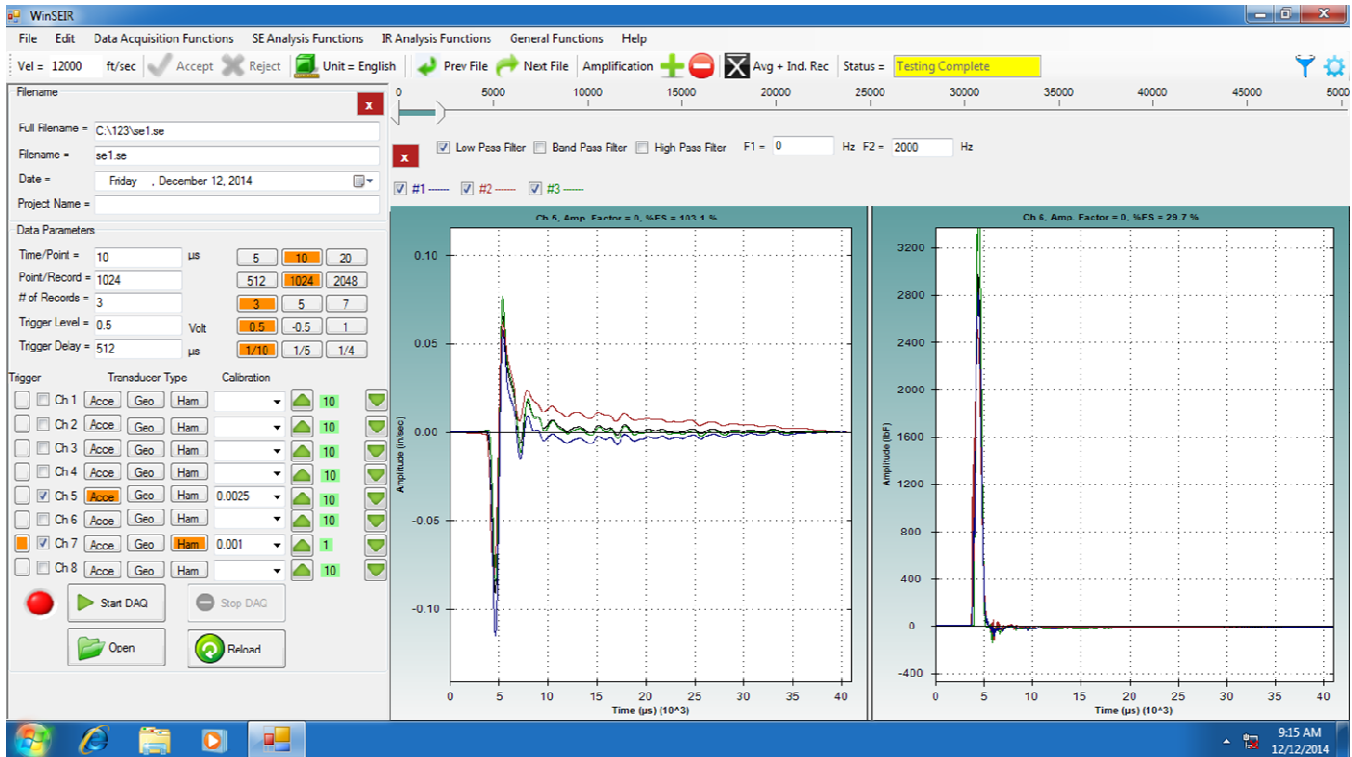 WinSEIR
File Edit Data Acquisition Functions SE Analysis Functions IR Analysis Functions General Functions Help
Vel = 12000 ft/sec Accept Reject Unit = English Prev File Next File Amplification Avg + Ind. Rec Status = Testing Complete
Filename
x
Full Filename = C:\123\se1.se
Filename = se1.se
Date = Friday , December 12, 2014
Project Name =
Data Parameters
Time/Point = 10 µs 5 10 20
Point/Record = 1024 512 1024 2048
# of Records = 3 3 5 7
Trigger Level = 0.5 Volt 0.5 -0.5 1
Trigger Delay = 512 µs 1/10 1/5 1/4
Trigger Transducer Type Calibration
Ch 1 Acce Geo Ham 10
Ch 2 Acce Geo Ham 10
Ch 3 Acce Geo Ham 10
Ch 4 Acce Geo Ham 10
Ch 5 Acce Geo Ham 0.0025 10
Ch 6 Acce Geo Ham 10
Ch 7 Acce Geo Ham 0.001 1
Ch 8 Acce Geo Ham 10
Start DAQ Stop DAQ
Open Reload
0 5000 10000 15000 20000 25000 30000 35000 40000 45000 5000
x Low Pass Filter Band Pass Filter High Pass Filter F1 = 0 Hz F2 = 2000 Hz
#1 #2 #3
Ch 5, Amp. Factor = 0, %FS = 103.1 %
0.10
0.05
0.00
-0.05
-0.10
Amplitude (in/sec)
0 5 10 15 20 25 30 35 40
Time (µs) (10^3)
Ch 6, Amp. Factor = 0, %FS = 29.7 %
3200
2800
2400
2000
1600
1200
800
400
0
-400
Amplitude (lbF)
0 5 10 15 20 25 30 35 40
Time (µs) (10^3)
9:15 AM
12/12/2014